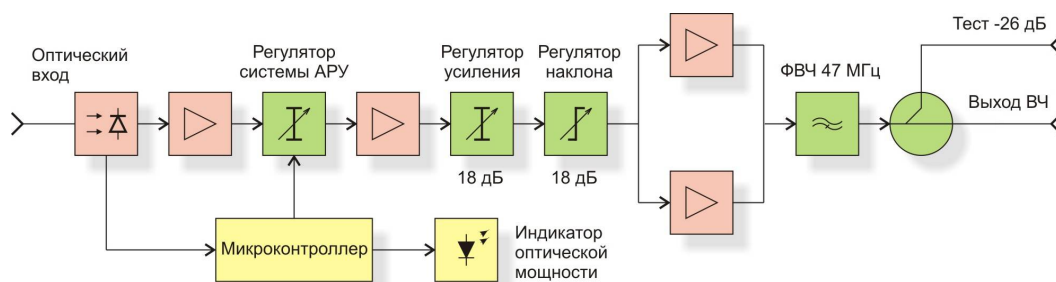 Оптический
вход
Регулятор
системы АРУ
Регулятор
усиления
Регулятор
наклона
Тест -26 дБ
ФВЧ 47 МГц
Выход ВЧ
18 дБ
18 дБ
Микроконтроллер
Индикатор
оптической
мощности